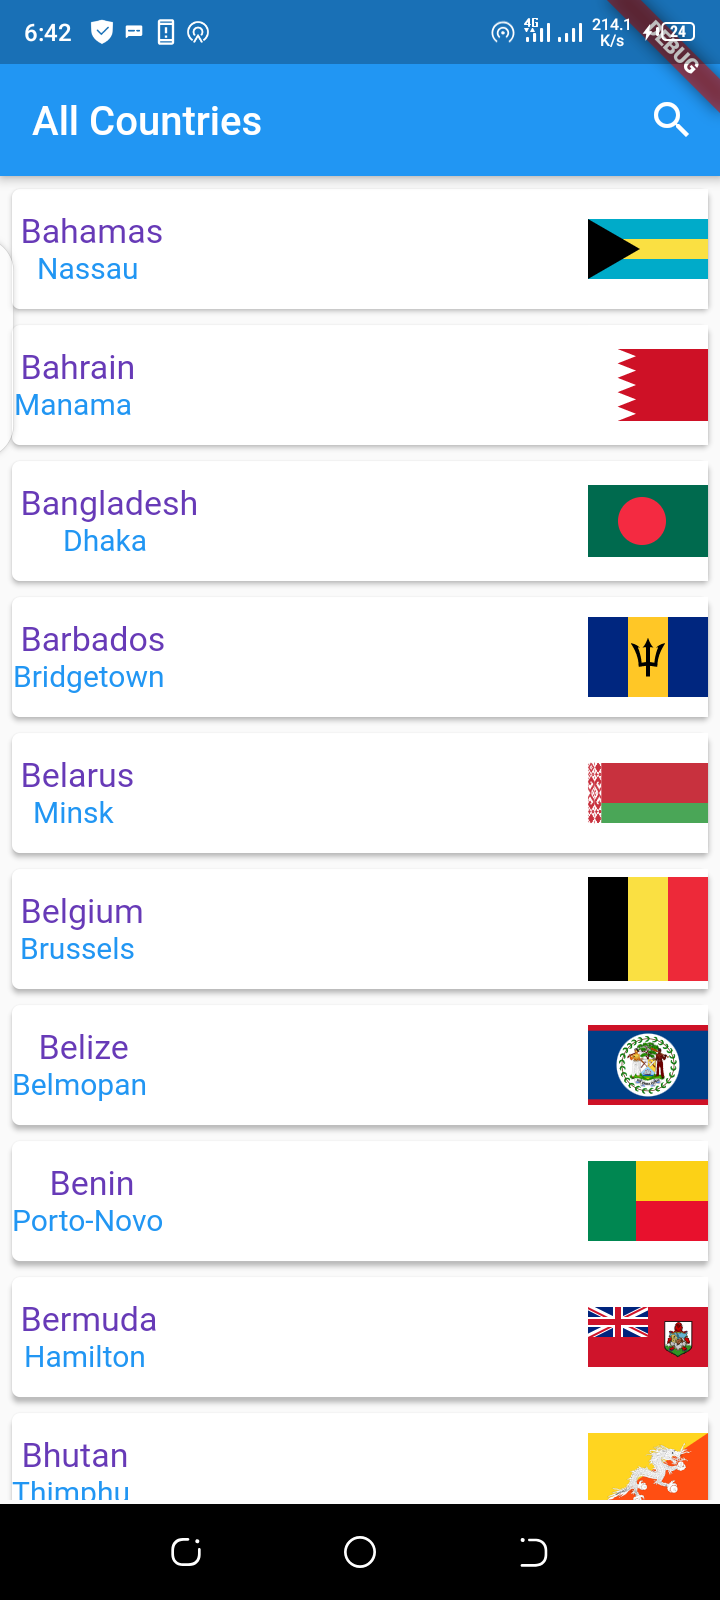 6:42
4G
214.1
K/s
24
DEBUG
All Countries
Bahamas
Nassau
Bahrain
Manama
Bangladesh
Dhaka
Barbados
Bridgetown
Belarus
Minsk
Belgium
Brussels
Belize
Belmopan
Benin
Porto-Novo
Bermuda
Hamilton
Bhutan
Thimphu